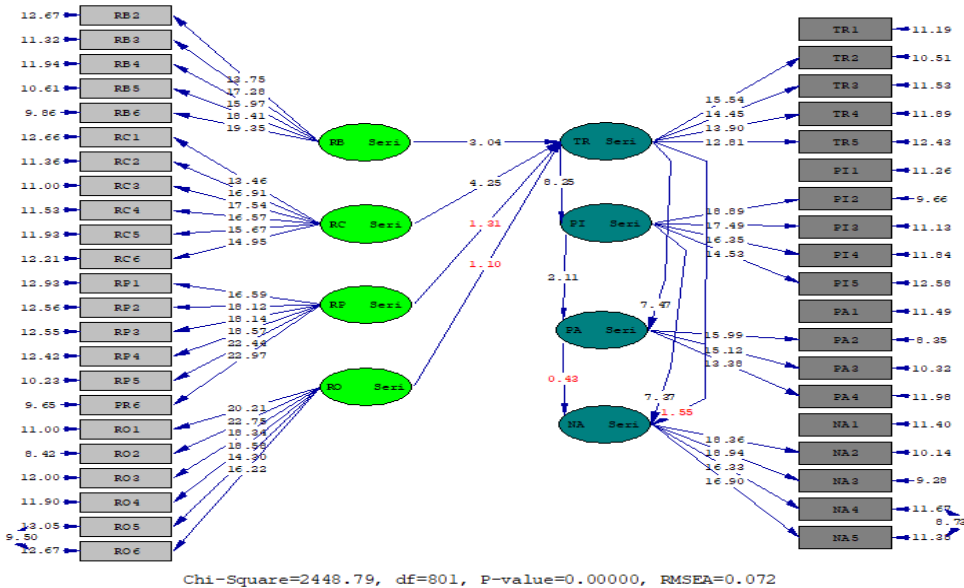 12.67 RB2
11.32 RB3
11.94 RB4
10.61 RB5
9.86 RB6
12.66 RC1
11.36 RC2
11.00 RC3
11.53 RC4
11.93 RC5
12.21 RC6
12.93 RP1
12.56 RP2
12.55 RP3
12.42 RP4
10.23 RP5
9.65 PR6
11.00 RO1
8.42 RO2
12.00 RO3
11.90 RO4
13.05 RO5
9.50
12.67 RO6
13.75
17.28
15.97
18.41
19.35
13.46
16.91
17.54
16.57
15.67
14.95
16.59
18.12
18.14
18.57
22.44
22.97
20.21
22.75
18.34
18.58
14.30
16.22
RB Seri
RC Seri
RP Seri
RO Seri
3.04
4.25
1.31
1.10
TR Seri
8.25
PI Seri
2.11
PA Seri
0.43
NA Seri
7.47
7.37
1.55
15.54
14.45
13.90
12.81
18.89
17.49
16.35
14.53
15.99
15.12
13.38
18.36
18.94
16.33
16.90
TR1 11.19
TR2 10.51
TR3 11.53
TR4 11.89
TR5 12.43
PI1 11.26
PI2 9.66
PI3 11.13
PI4 11.84
PI5 12.58
PA1 11.49
PA2 8.35
PA3 10.32
PA4 11.98
NA1 11.40
NA2 10.14
NA3 9.28
NA4 11.67
NA5
Chi-Square=2448.79, df=801, P-value=0.00000, RMSEA=0.072